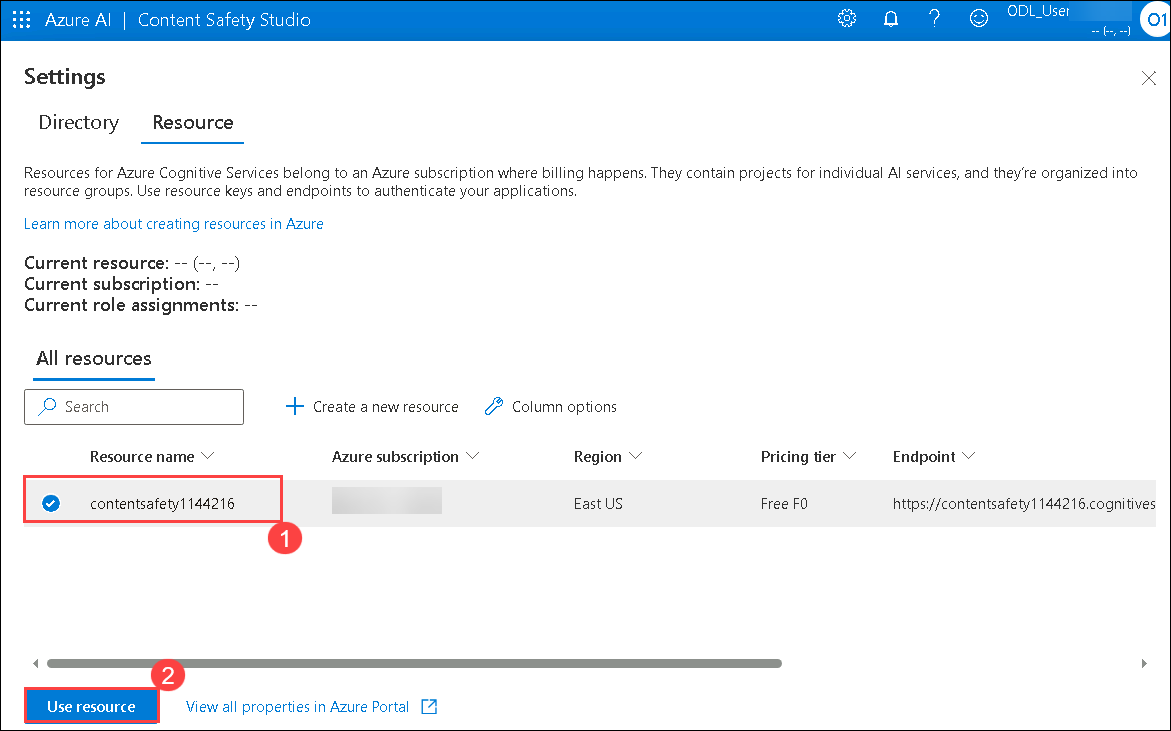 Azure AI | Content Safety Studio
ODL_User
-- (--, --)
O1
Settings
Directory Resource
Resources for Azure Cognitive Services belong to an Azure subscription where billing happens. They contain projects for individual AI services, and they're organized into
resource groups. Use resource keys and endpoints to authenticate your applications.
Learn more about creating resources in Azure
Current resource: -- (--, --)
Current subscription: --
Current role assignments: --
All resources
Search Create a new resource Column options
Resource name Azure subscription Region Pricing tier Endpoint
contentsafety1144216 East US Free F0 https://contentsafety1144216.cognitives
1
2
Use resource View all properties in Azure Portal